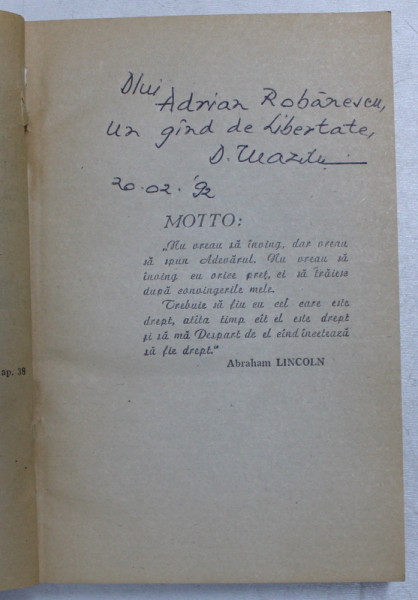 Dlui
Adrian Robănescu,
un gînd de Libertate,
D. Mazilu
20.02.'92
MOTTO:
„Nu vreau să înving, dar vreau
să spun Adevărul. Nu vreau să
înving cu orice preț, ci să trăiesc
după convingerile mele.
Trebuie să fiu cu cel care este
drept, atîta timp cît el este drept
și să mă Despart de el cînd încetează
să fie drept."
Abraham LINCOLN
ap. 38